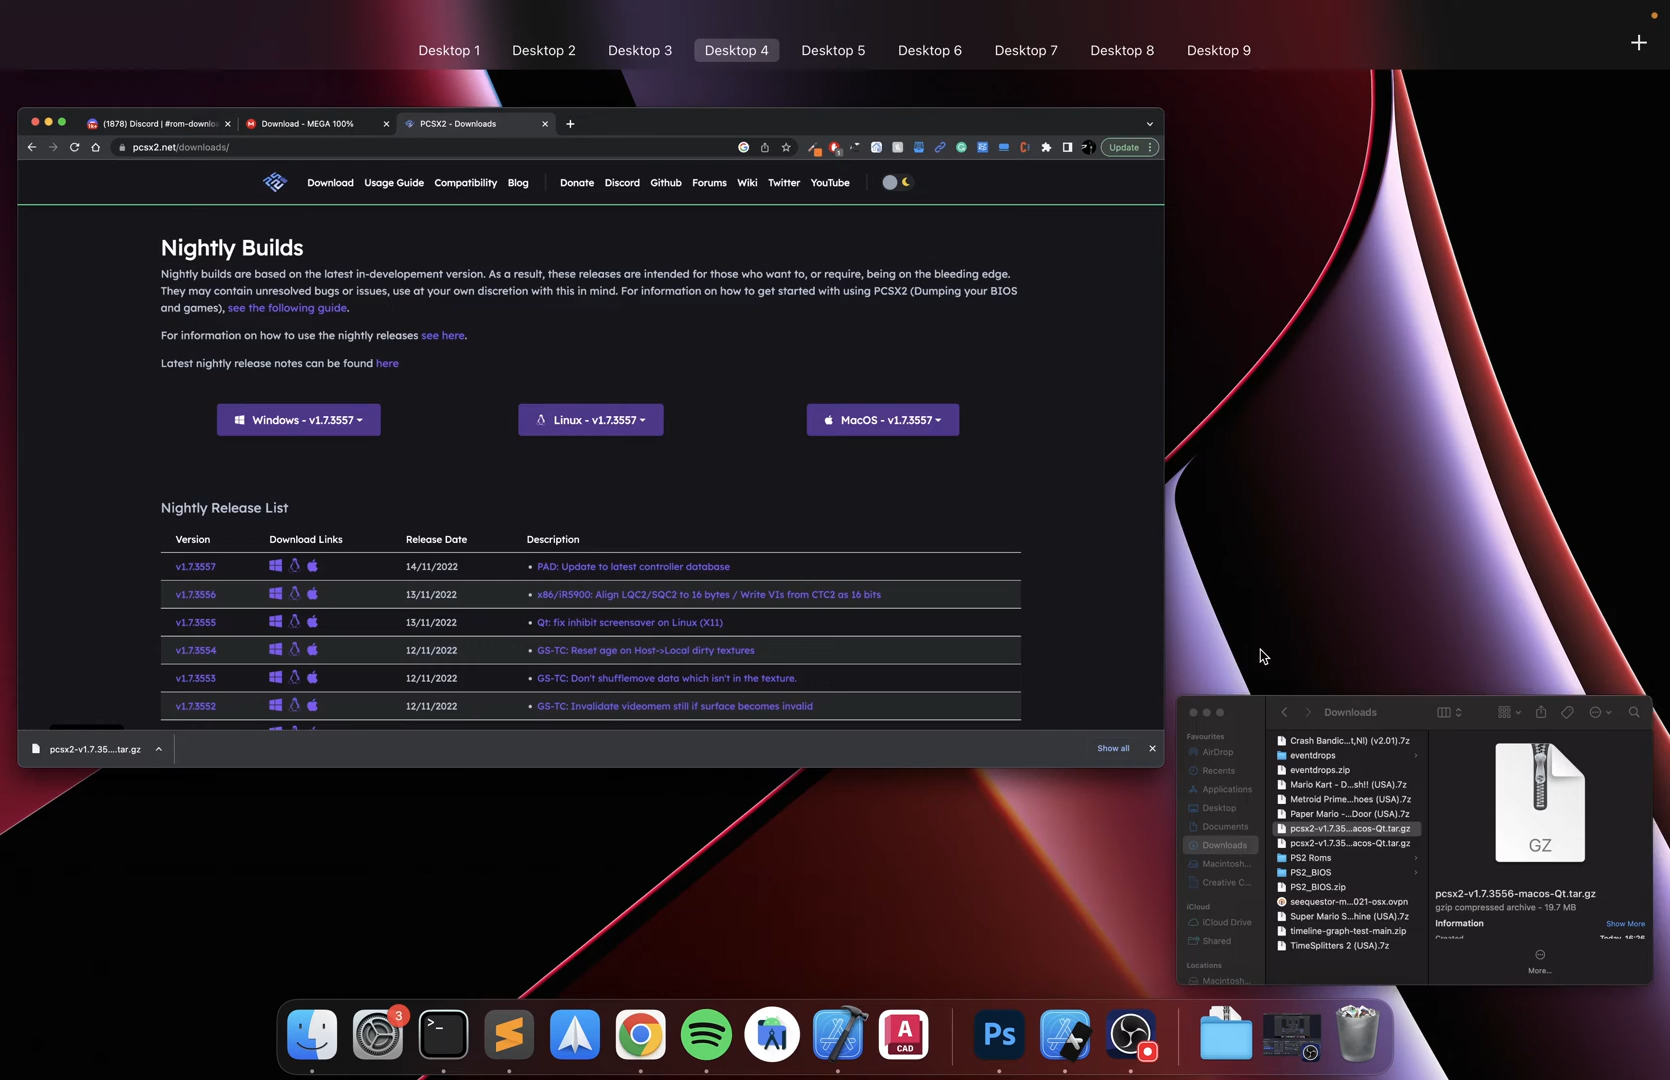 Desktop 1
Desktop 2
Desktop 3
Desktop 4
Desktop 5
Desktop 6
Desktop 7
Desktop 8
Desktop 9
(1878) Discord | #rom-downlo
Download - MEGA 100%
PCSX2 - Downloads
pcsx2.net/downloads/
Update
Download
Usage Guide
Compatibility
Blog
Donate
Discord
Github
Forums
Wiki
Twitter
YouTube
Nightly Builds
Nightly builds are based on the latest in-developement version. As a result, these releases are intended for those who want to, or require, being on the bleeding edge.
They may contain unresolved bugs or issues, use at your own discretion with this in mind. For information on how to get started with using PCSX2 (Dumping your BIOS
and games), see the following guide.
For information on how to use the nightly releases see here.
Latest nightly release notes can be found here
Windows - v1.7.3557
Linux - v1.7.3557
MacOS - v1.7.3557
Nightly Release List
Version Download Links Release Date Description
v1.7.3557 14/11/2022 • PAD: Update to latest controller database
v1.7.3556 13/11/2022 • x86/iR5900: Align LQC2/SQC2 to 16 bytes / Write VIs from CTC2 as 16 bits
v1.7.3555 13/11/2022 • Qt: fix inhibit screensaver on Linux (X11)
v1.7.3554 12/11/2022 • GS-TC: Reset age on Host->Local dirty textures
v1.7.3553 12/11/2022 • GS-TC: Don't shufflemove data which isn't in the texture.
v1.7.3552 12/11/2022 • GS-TC: Invalidate videomem still if surface becomes invalid
pcsx2-v1.7.35....tar.gz
Show all
Downloads
Favourites
AirDrop
Recents
Applications
Desktop
Documents
Downloads
Macintosh...
Creative C...
iCloud
iCloud Drive
Shared
Locations
Macintosh...
Crash Bandic...t,Nl) (v2.01).7z
eventdrops
eventdrops.zip
Mario Kart - D...sh!! (USA).7z
Metroid Prime...hoes (USA).7z
Paper Mario -...Door (USA).7z
pcsx2-v1.7.35...acos-Qt.tar.gz
pcsx2-v1.7.35...acos-Qt.tar.gz
PS2 Roms
PS2_BIOS
PS2_BIOS.zip
seequestor-m...021-osx.ovpn
Super Mario S...hine (USA).7z
timeline-graph-test-main.zip
TimeSplitters 2 (USA).7z
GZ
pcsx2-v1.7.3556-macos-Qt.tar.gz
gzip compressed archive - 19.7 MB
Information
Show More
More...
3
>_
A
CAD
Ps